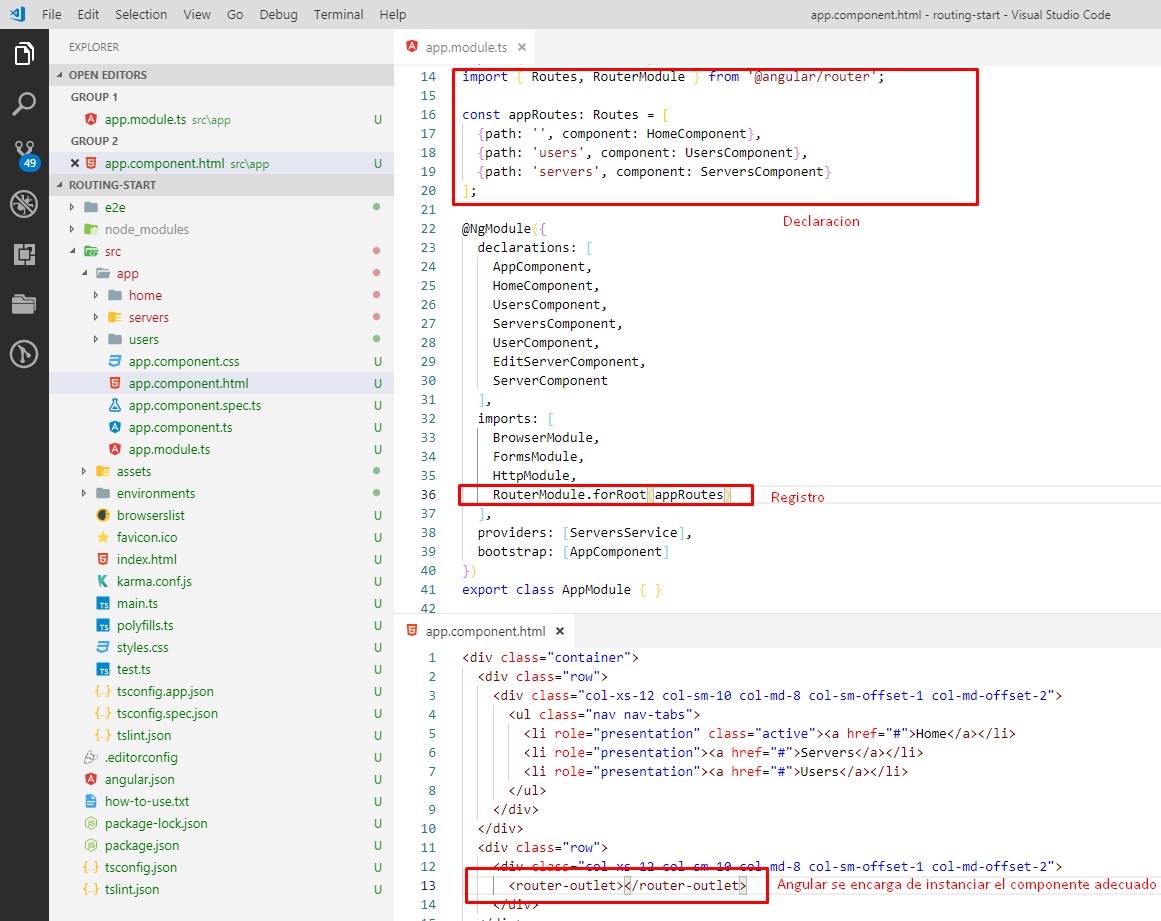 File Edit Selection View Go Debug Terminal Help
app.component.html - routing-start - Visual Studio Code
EXPLORER
OPEN EDITORS
GROUP 1
app.module.ts src\app U
GROUP 2
app.component.html src\app U
49
ROUTING-START
e2e
node_modules
src
app
home
servers
users
app.component.css U
app.component.html U
app.component.spec.ts U
app.component.ts U
app.module.ts U
assets
environments
browserslist U
favicon.ico U
index.html U
karma.conf.js U
main.ts U
polyfills.ts U
styles.css U
test.ts U
tsconfig.app.json U
tsconfig.spec.json U
tslint.json U
.editorconfig U
angular.json U
how-to-use.txt U
package-lock.json U
package.json U
tsconfig.json U
tslint.json U
app.module.ts
14 import { Routes, RouterModule } from '@angular/router';
15
16 const appRoutes: Routes = [
17 {path: '', component: HomeComponent},
18 {path: 'users', component: UsersComponent},
19 {path: 'servers', component: ServersComponent}
20 ];
21
Declaracion
22 @NgModule({
23 declarations: [
24 AppComponent,
25 HomeComponent,
26 UsersComponent,
27 ServersComponent,
28 UserComponent,
29 EditServerComponent,
30 ServerComponent
31 ],
32 imports: [
33 BrowserModule,
34 FormsModule,
35 HttpModule,
36 RouterModule.forRoot(appRoutes) Registro
37 ],
38 providers: [ServersService],
39 bootstrap: [AppComponent]
40 })
41 export class AppModule { }
42
app.component.html
1 <div class="container">
2 <div class="row">
3 <div class="col-xs-12 col-sm-10 col-md-8 col-sm-offset-1 col-md-offset-2">
4 <ul class="nav nav-tabs">
5 <li role="presentation" class="active"><a href="#">Home</a></li>
6 <li role="presentation"><a href="#">Servers</a></li>
7 <li role="presentation"><a href="#">Users</a></li>
8 </ul>
9 </div>
10 </div>
11 <div class="row">
12 <div class="col-xs-12 col-sm-10 col-md-8 col-sm-offset-1 col-md-offset-2">
13 <router-outlet></router-outlet> Angular se encarga de instanciar el componente adecuado
14 </div>